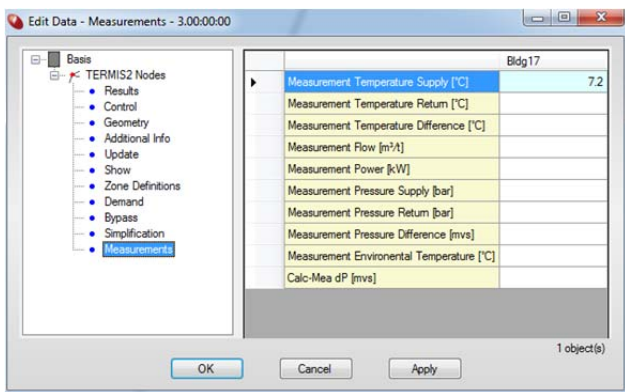 Edit Data - Measurements - 3.00:00:00
Basis
TERMIS2 Nodes
Results
Control
Geometry
Additional Info
Update
Show
Zone Definitions
Demand
Bypass
Simplification
Measurements
Bldg17
Measurement Temperature Supply [°C] 7.2
Measurement Temperature Return [°C]
Measurement Temperature Difference [°C]
Measurement Flow [m³/t]
Measurement Power [kW]
Measurement Pressure Supply [bar]
Measurement Pressure Return [bar]
Measurement Pressure Difference [mvs]
Measurement Environental Temperature [°C]
Calc-Mea dP [mvs]
1 object(s)
OK Cancel Apply